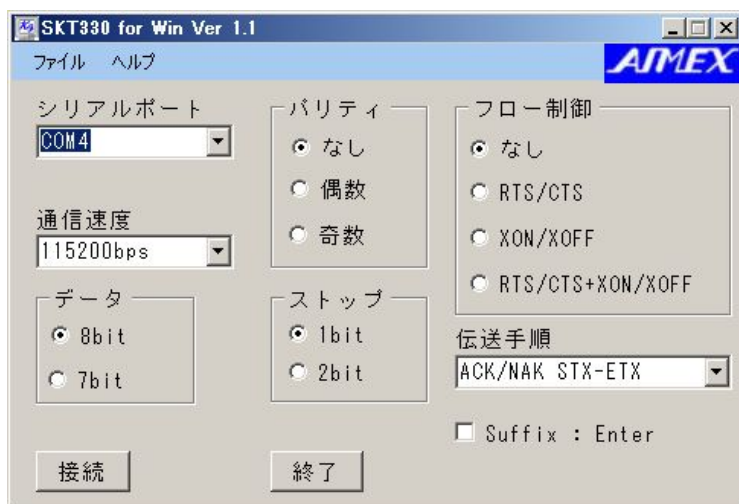 SKT330 for Win Ver 1.1
ファイル ヘルプ
AIMEX
シリアルポート
COM4
通信速度
115200bps
データ
8bit
7bit
パリティ
なし
偶数
奇数
ストップ
1bit
2bit
フロー制御
なし
RTS/CTS
XON/XOFF
RTS/CTS+XON/XOFF
伝送手順
ACK/NAK STX-ETX
Suffix : Enter
接続
終了